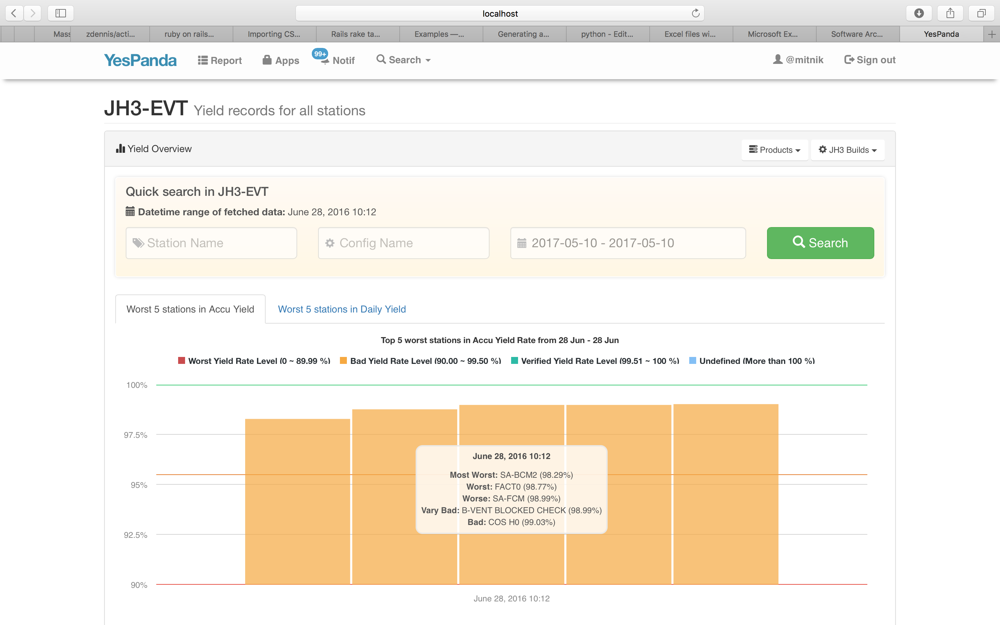 localhost
Mass
zdennis/acti...
ruby on rails...
Importing CS...
Rails rake ta...
Examples —...
Generating a...
python - Edit...
Excel files wi...
Microsoft Ex...
Software Arc...
YesPanda
YesPanda
Report
Apps
99+
Notif
Search
@mitnik
Sign out
JH3-EVT Yield records for all stations
Yield Overview
Products
JH3 Builds
Quick search in JH3-EVT
Datetime range of fetched data: June 28, 2016 10:12
Station Name
Config Name
2017-05-10 - 2017-05-10
Search
Worst 5 stations in Accu Yield
Worst 5 stations in Daily Yield
Top 5 worst stations in Accu Yield Rate from 28 Jun - 28 Jun
Worst Yield Rate Level (0 ~ 89.99 %)
Bad Yield Rate Level (90.00 ~ 99.50 %)
Verified Yield Rate Level (99.51 ~ 100 %)
Undefined (More than 100 %)
100%
97.5%
95%
92.5%
90%
June 28, 2016 10:12
Most Worst: SA-BCM2 (98.29%)
Worst: FACT0 (98.77%)
Worse: SA-FCM (98.99%)
Vary Bad: B-VENT BLOCKED CHECK (98.99%)
Bad: COS H0 (99.03%)
June 28, 2016 10:12